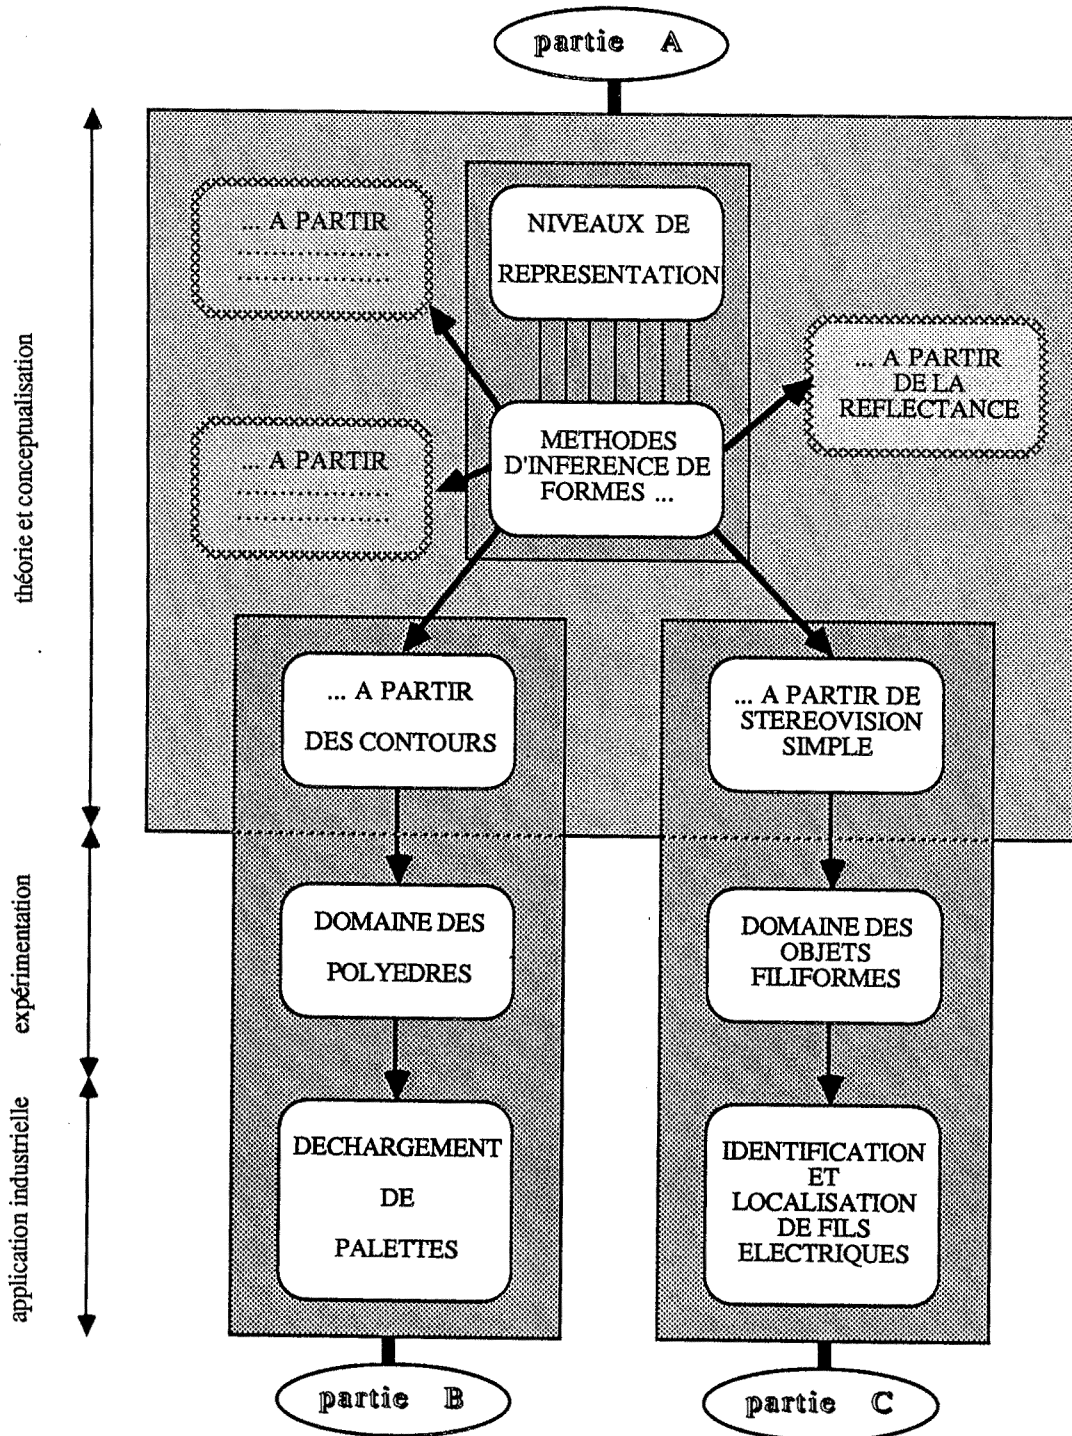 partie A
... A PARTIR
..................
..................
NIVEAUX DE
REPRESENTATION
... A PARTIR
DE LA
REFLECTANCE
... A PARTIR
..................
..................
METHODES
D'INFERENCE DE
FORMES ...
théorie et conceptualisation
... A PARTIR
DES CONTOURS
... A PARTIR DE
STEREOVISION
SIMPLE
expérimentation
DOMAINE DES
POLYEDRES
DOMAINE DES
OBJETS
FILIFORMES
application industrielle
DECHARGEMENT
DE
PALETTES
IDENTIFICATION
ET
LOCALISATION
DE FILS
ELECTRIQUES
partie B
partie C